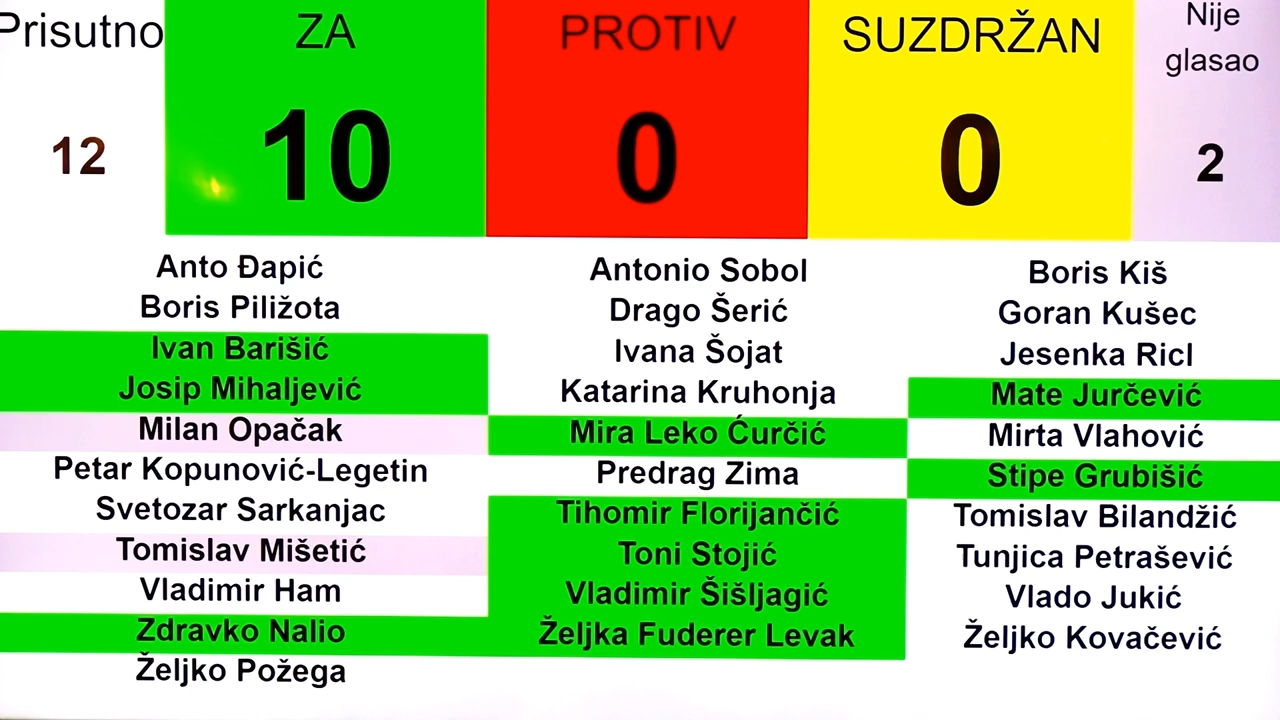 Prisutno
12
ZA
10
PROTIV
0
SUZDRŽAN
0
Nije
glasao
2
Anto Đapić
Boris Piližota
Ivan Barišić
Josip Mihaljević
Milan Opačak
Petar Kopunović-Legetin
Svetozar Sarkanjac
Tomislav Mišetić
Vladimir Ham
Zdravko Nalio
Željko Požega
Antonio Sobol
Drago Šerić
Ivana Šojat
Katarina Kruhonja
Mira Leko Ćurčić
Predrag Zima
Tihomir Florijančić
Toni Stojić
Vladimir Šišljagić
Željka Fuderer Levak
Boris Kiš
Goran Kušec
Jesenka Ricl
Mate Jurčević
Mirta Vlahović
Stipe Grubišić
Tomislav Bilandžić
Tunjica Petrašević
Vlado Jukić
Željko Kovačević